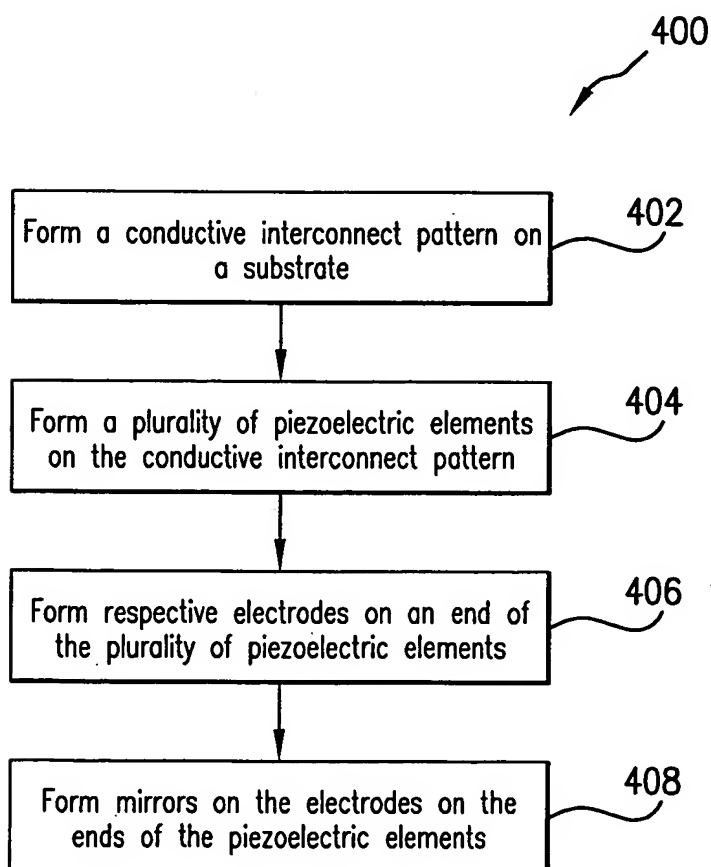 400
Form a conductive interconnect pattern on
a substrate
402
Form a plurality of piezoelectric elements
on the conductive interconnect pattern
404
Form respective electrodes on an end of
the plurality of piezoelectric elements
406
Form mirrors on the electrodes on the
ends of the piezoelectric elements
408